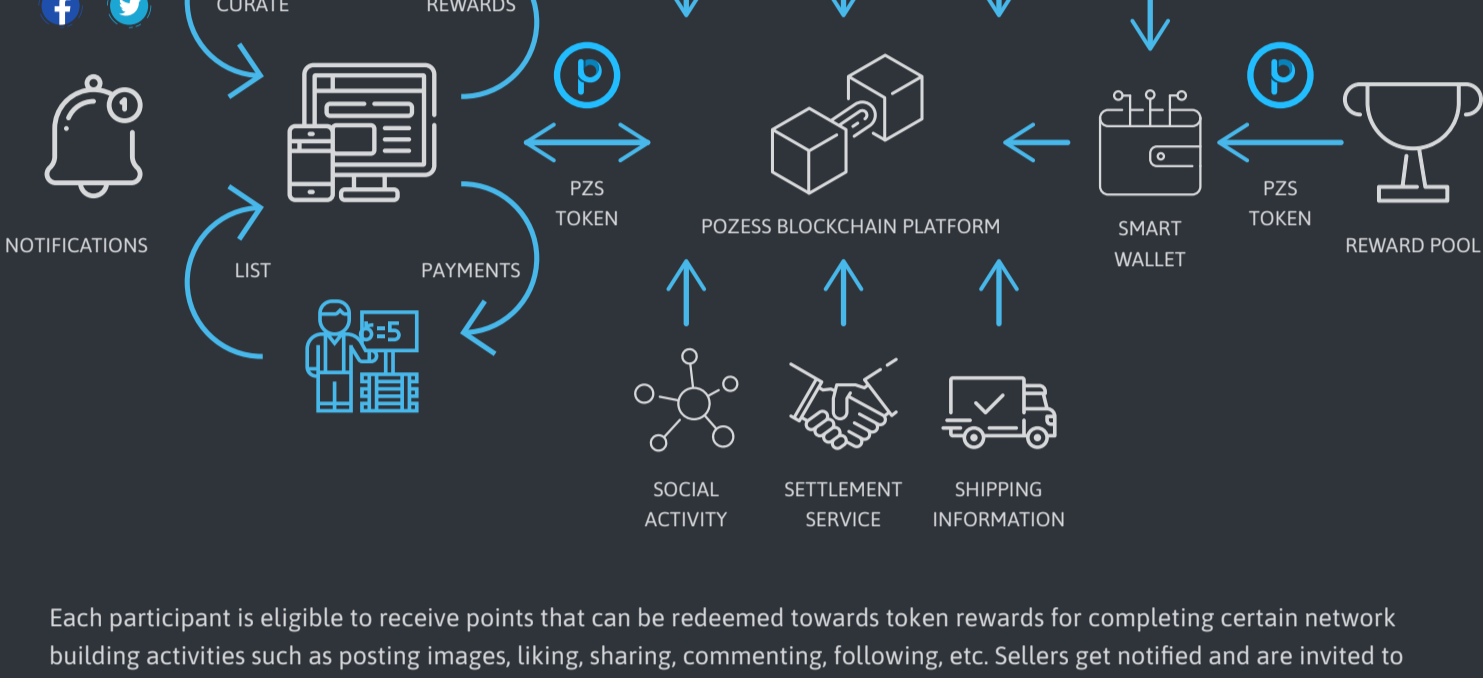 CURATE
REWARDS
1
PZS
TOKEN
PZS
TOKEN
POZESS BLOCKCHAIN PLATFORM
SMART
WALLET
NOTIFICATIONS
REWARD POOL
LIST
PAYMENTS
SOCIAL
ACTIVITY
SETTLEMENT
SERVICE
SHIPPING
INFORMATION
Each participant is eligible to receive points that can be redeemed towards token rewards for completing certain network
building activities such as posting images, liking, sharing, commenting, following, etc. Sellers get notified and are invited to